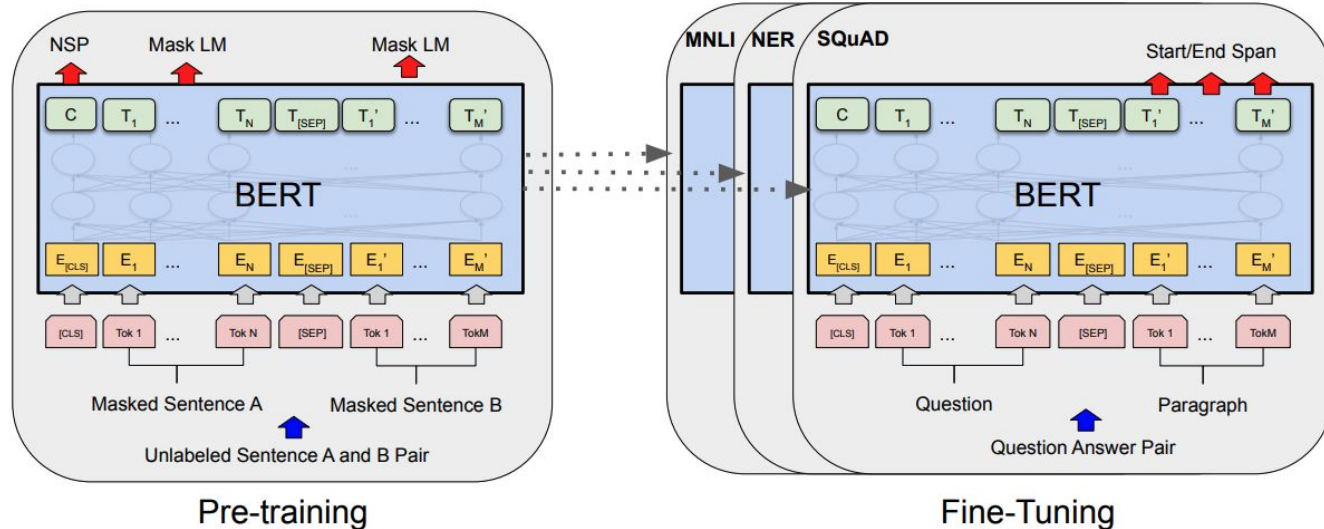 NSP Mask LM Mask LM
C T1 ... TN T[SEP] T1' ... TM'
...
BERT
...
E[CLS] E1 ... EN E[SEP] E1' ... EM'
[CLS] Tok 1 ... Tok N [SEP] Tok 1 ... TokM
Masked Sentence A Masked Sentence B
Unlabeled Sentence A and B Pair
Pre-training
MNLI NER SQuAD
Start/End Span
C T1 ... TN T[SEP] T1' ... TM'
...
BERT
...
E[CLS] E1 ... EN E[SEP] E1' ... EM'
[CLS] Tok 1 ... Tok N [SEP] Tok 1 ... TokM
Question Paragraph
Question Answer Pair
Fine-Tuning